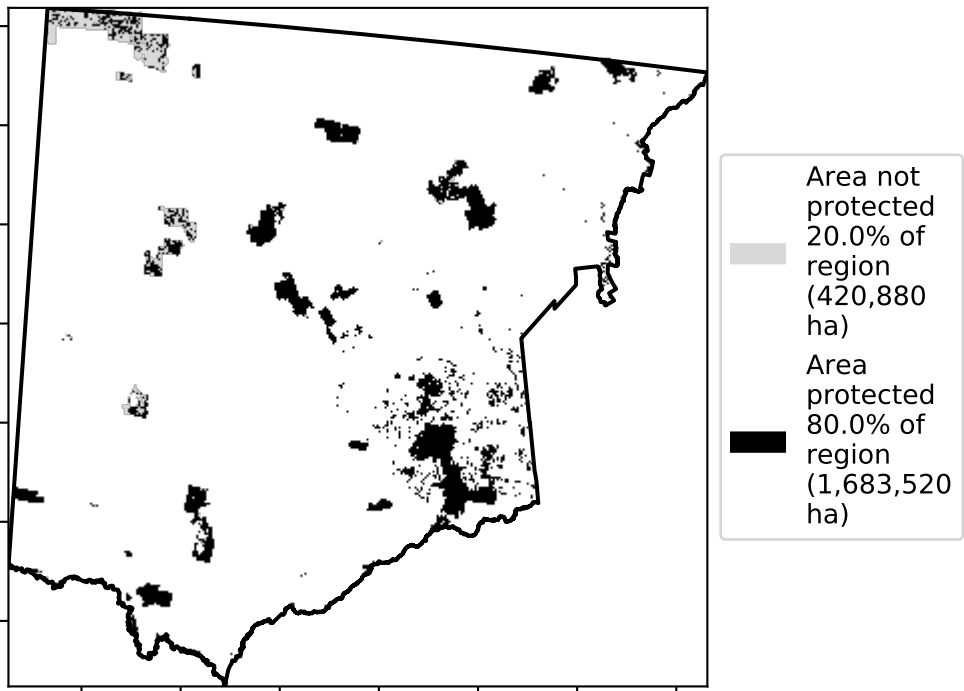 Area not
protected
20.0% of
region
(420,880
ha)
Area
protected
80.0% of
region
(1,683,520
ha)